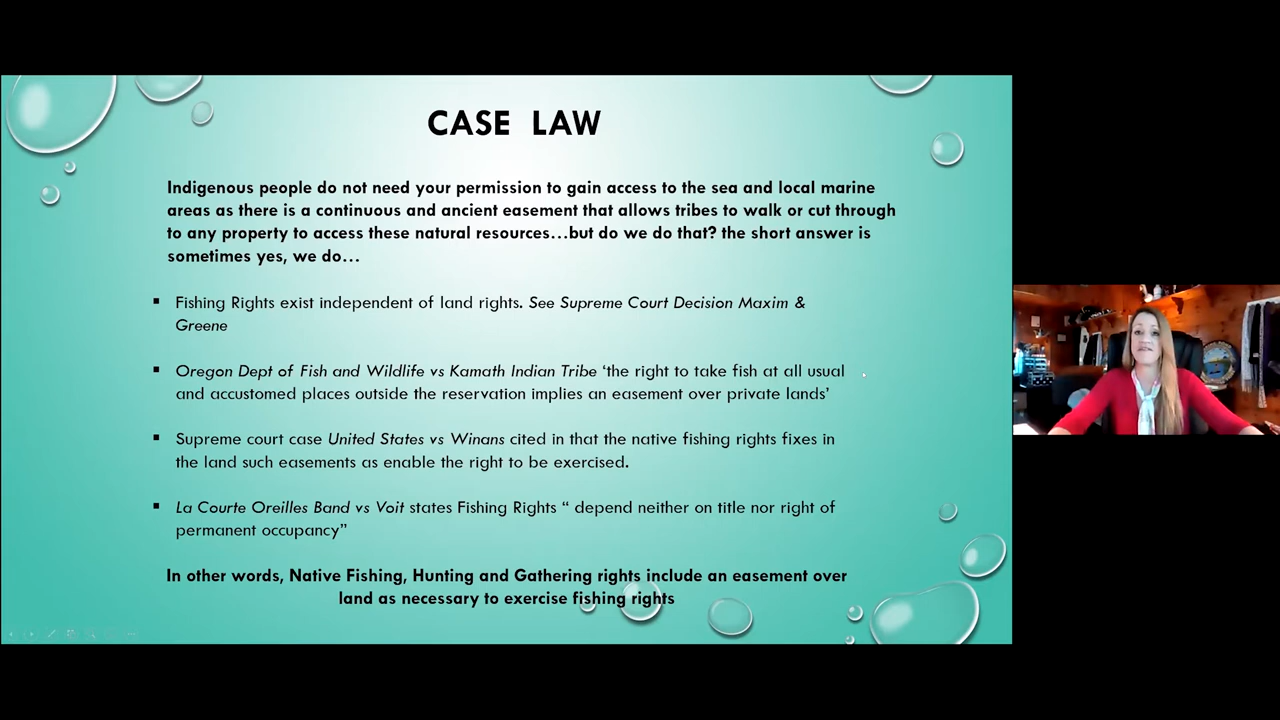 CASE LAW
Indigenous people do not need your permission to gain access to the sea and local marine
areas as there is a continuous and ancient easement that allows tribes to walk or cut through
to any property to access these natural resources…but do we do that? the short answer is
sometimes yes, we do…
▪ Fishing Rights exist independent of land rights. See Supreme Court Decision Maxim &
Greene
▪ Oregon Dept of Fish and Wildlife vs Kamath Indian Tribe ‘the right to take fish at all usual
and accustomed places outside the reservation implies an easement over private lands’
▪ Supreme court case United States vs Winans cited in that the native fishing rights fixes in
the land such easements as enable the right to be exercised.
▪ La Courte Oreilles Band vs Voit states Fishing Rights “ depend neither on title nor right of
permanent occupancy”
In other words, Native Fishing, Hunting and Gathering rights include an easement over
land as necessary to exercise fishing rights